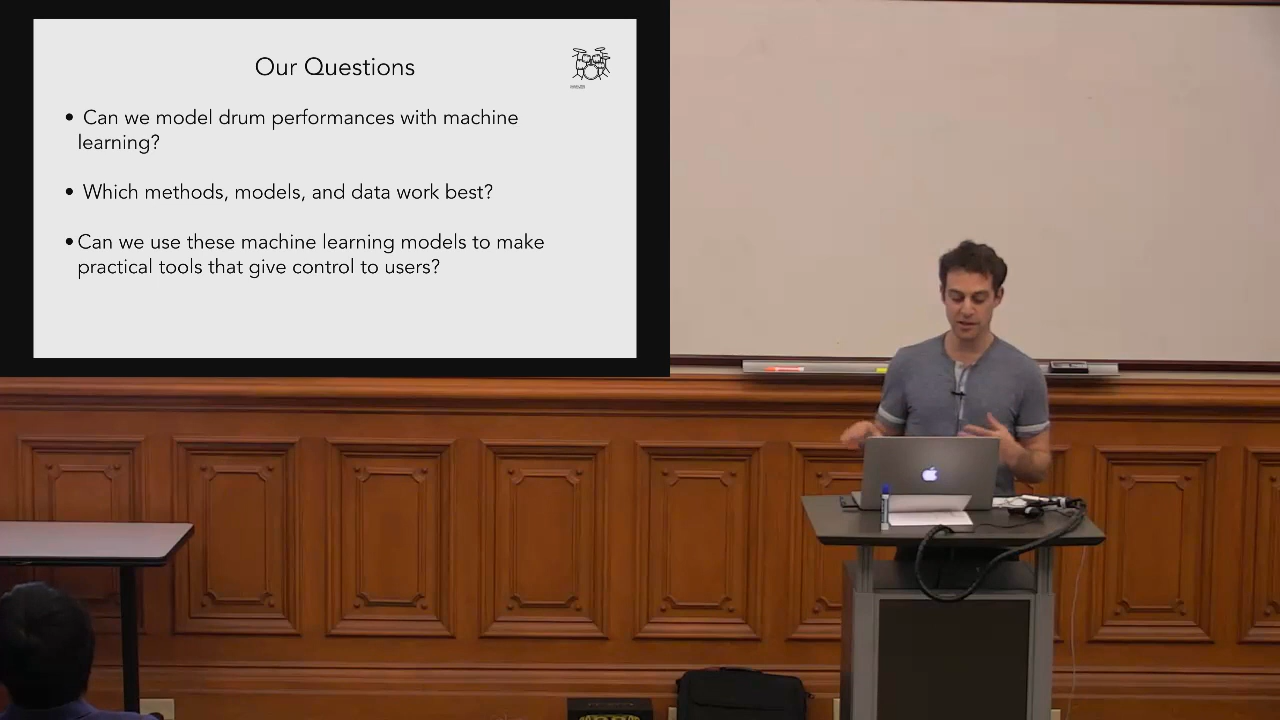 Our Questions
• Can we model drum performances with machine
learning?
• Which methods, models, and data work best?
• Can we use these machine learning models to make
practical tools that give control to users?